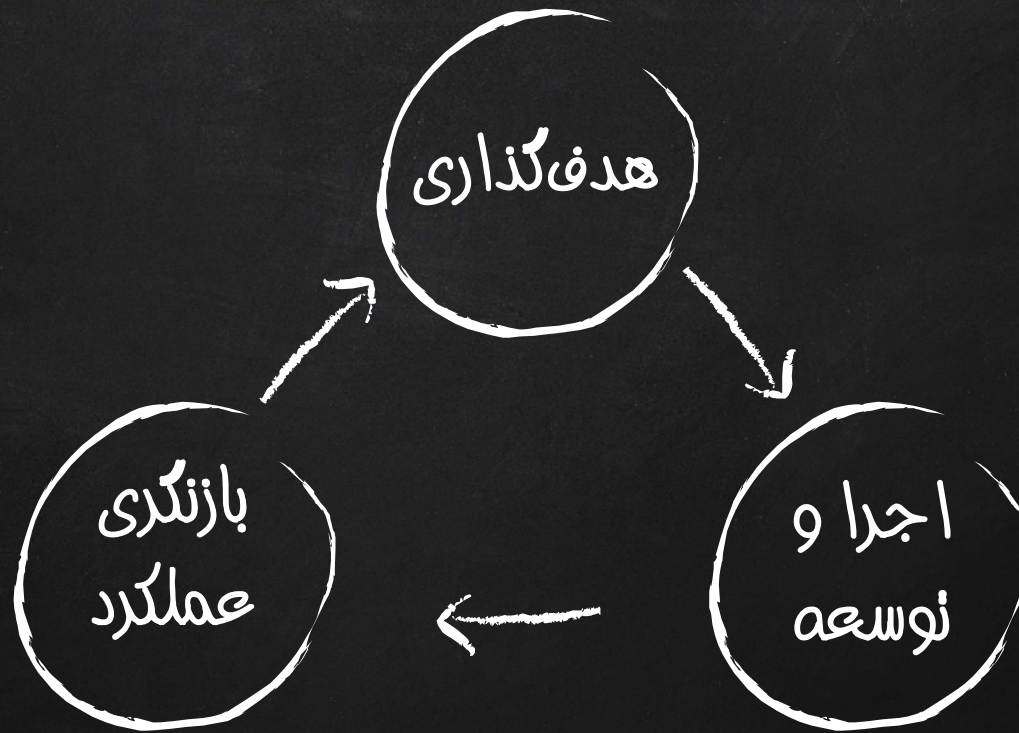 هدف‌گذاری
اجرا و
توسعه
بازنگری
عملکرد